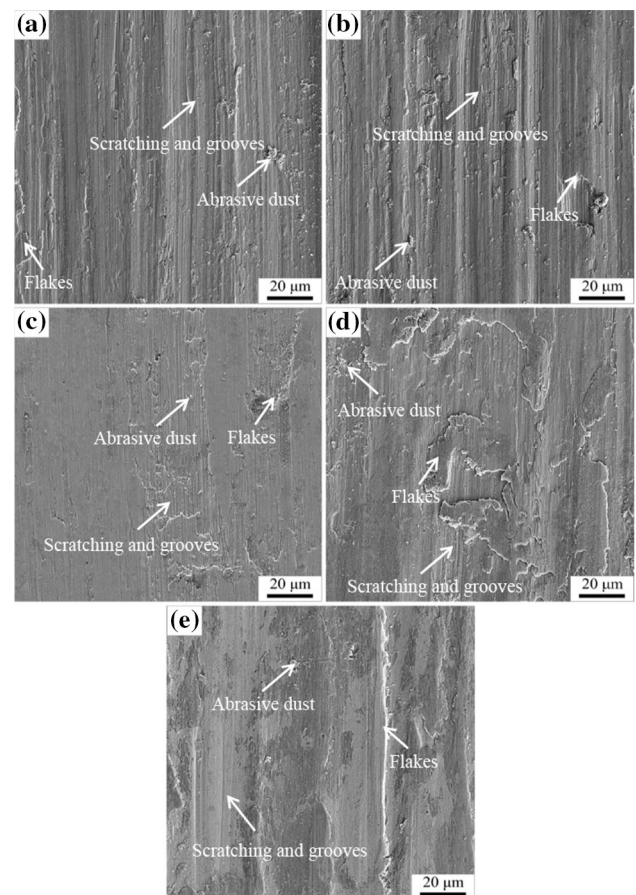 (a)
Scratching and grooves
Abrasive dust
Flakes
20 μm
(b)
Scratching and grooves
Flakes
Abrasive dust
20 μm
(c)
Abrasive dust
Flakes
Scratching and grooves
20 μm
(d)
Abrasive dust
Flakes
Scratching and grooves
20 μm
(e)
Abrasive dust
Flakes
Scratching and grooves
20 μm